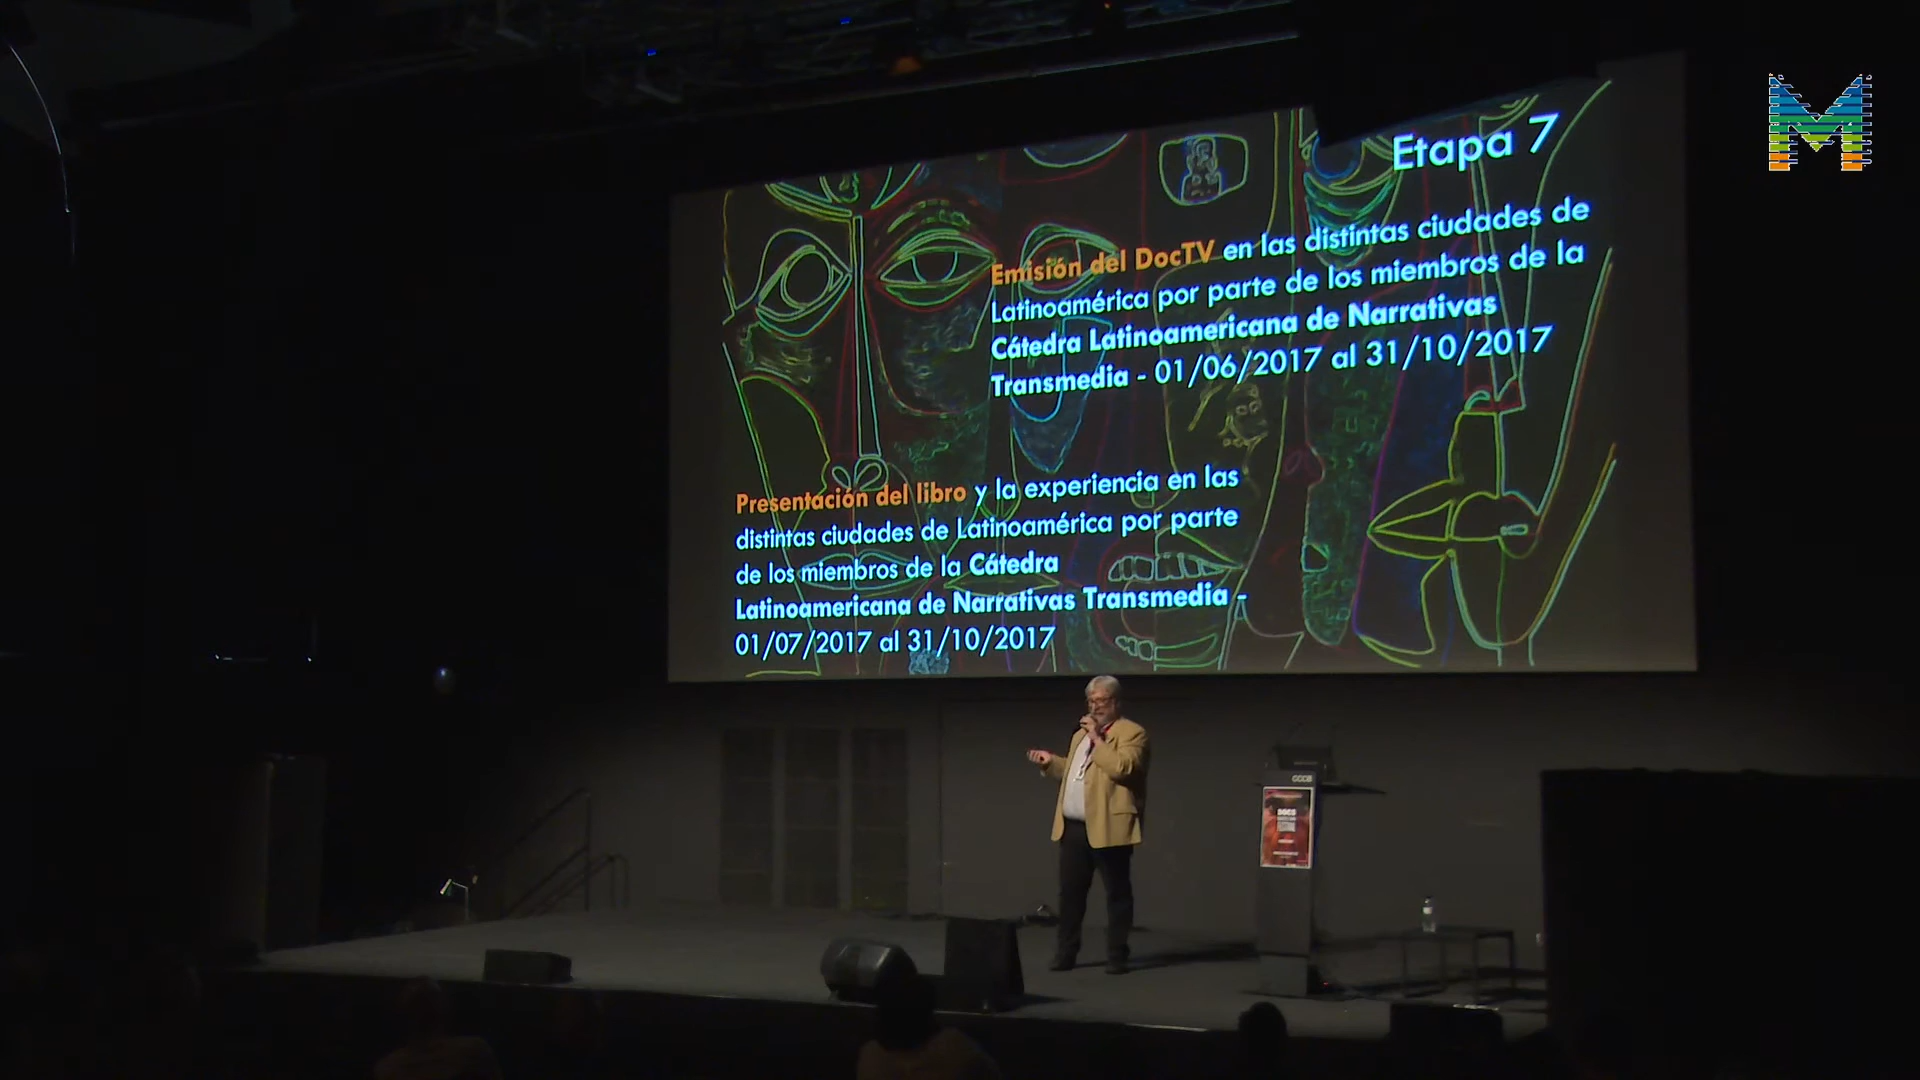 Etapa 7
Emisión del DocTV en las distintas ciudades de
Latinoamérica por parte de los miembros de la
Cátedra Latinoamericana de Narrativas
Transmedia - 01/06/2017 al 31/10/2017
Presentación del libro y la experiencia en las
distintas ciudades de Latinoamérica por parte
de los miembros de la Cátedra
Latinoamericana de Narrativas Transmedia -
01/07/2017 al 31/10/2017
M
CCCB